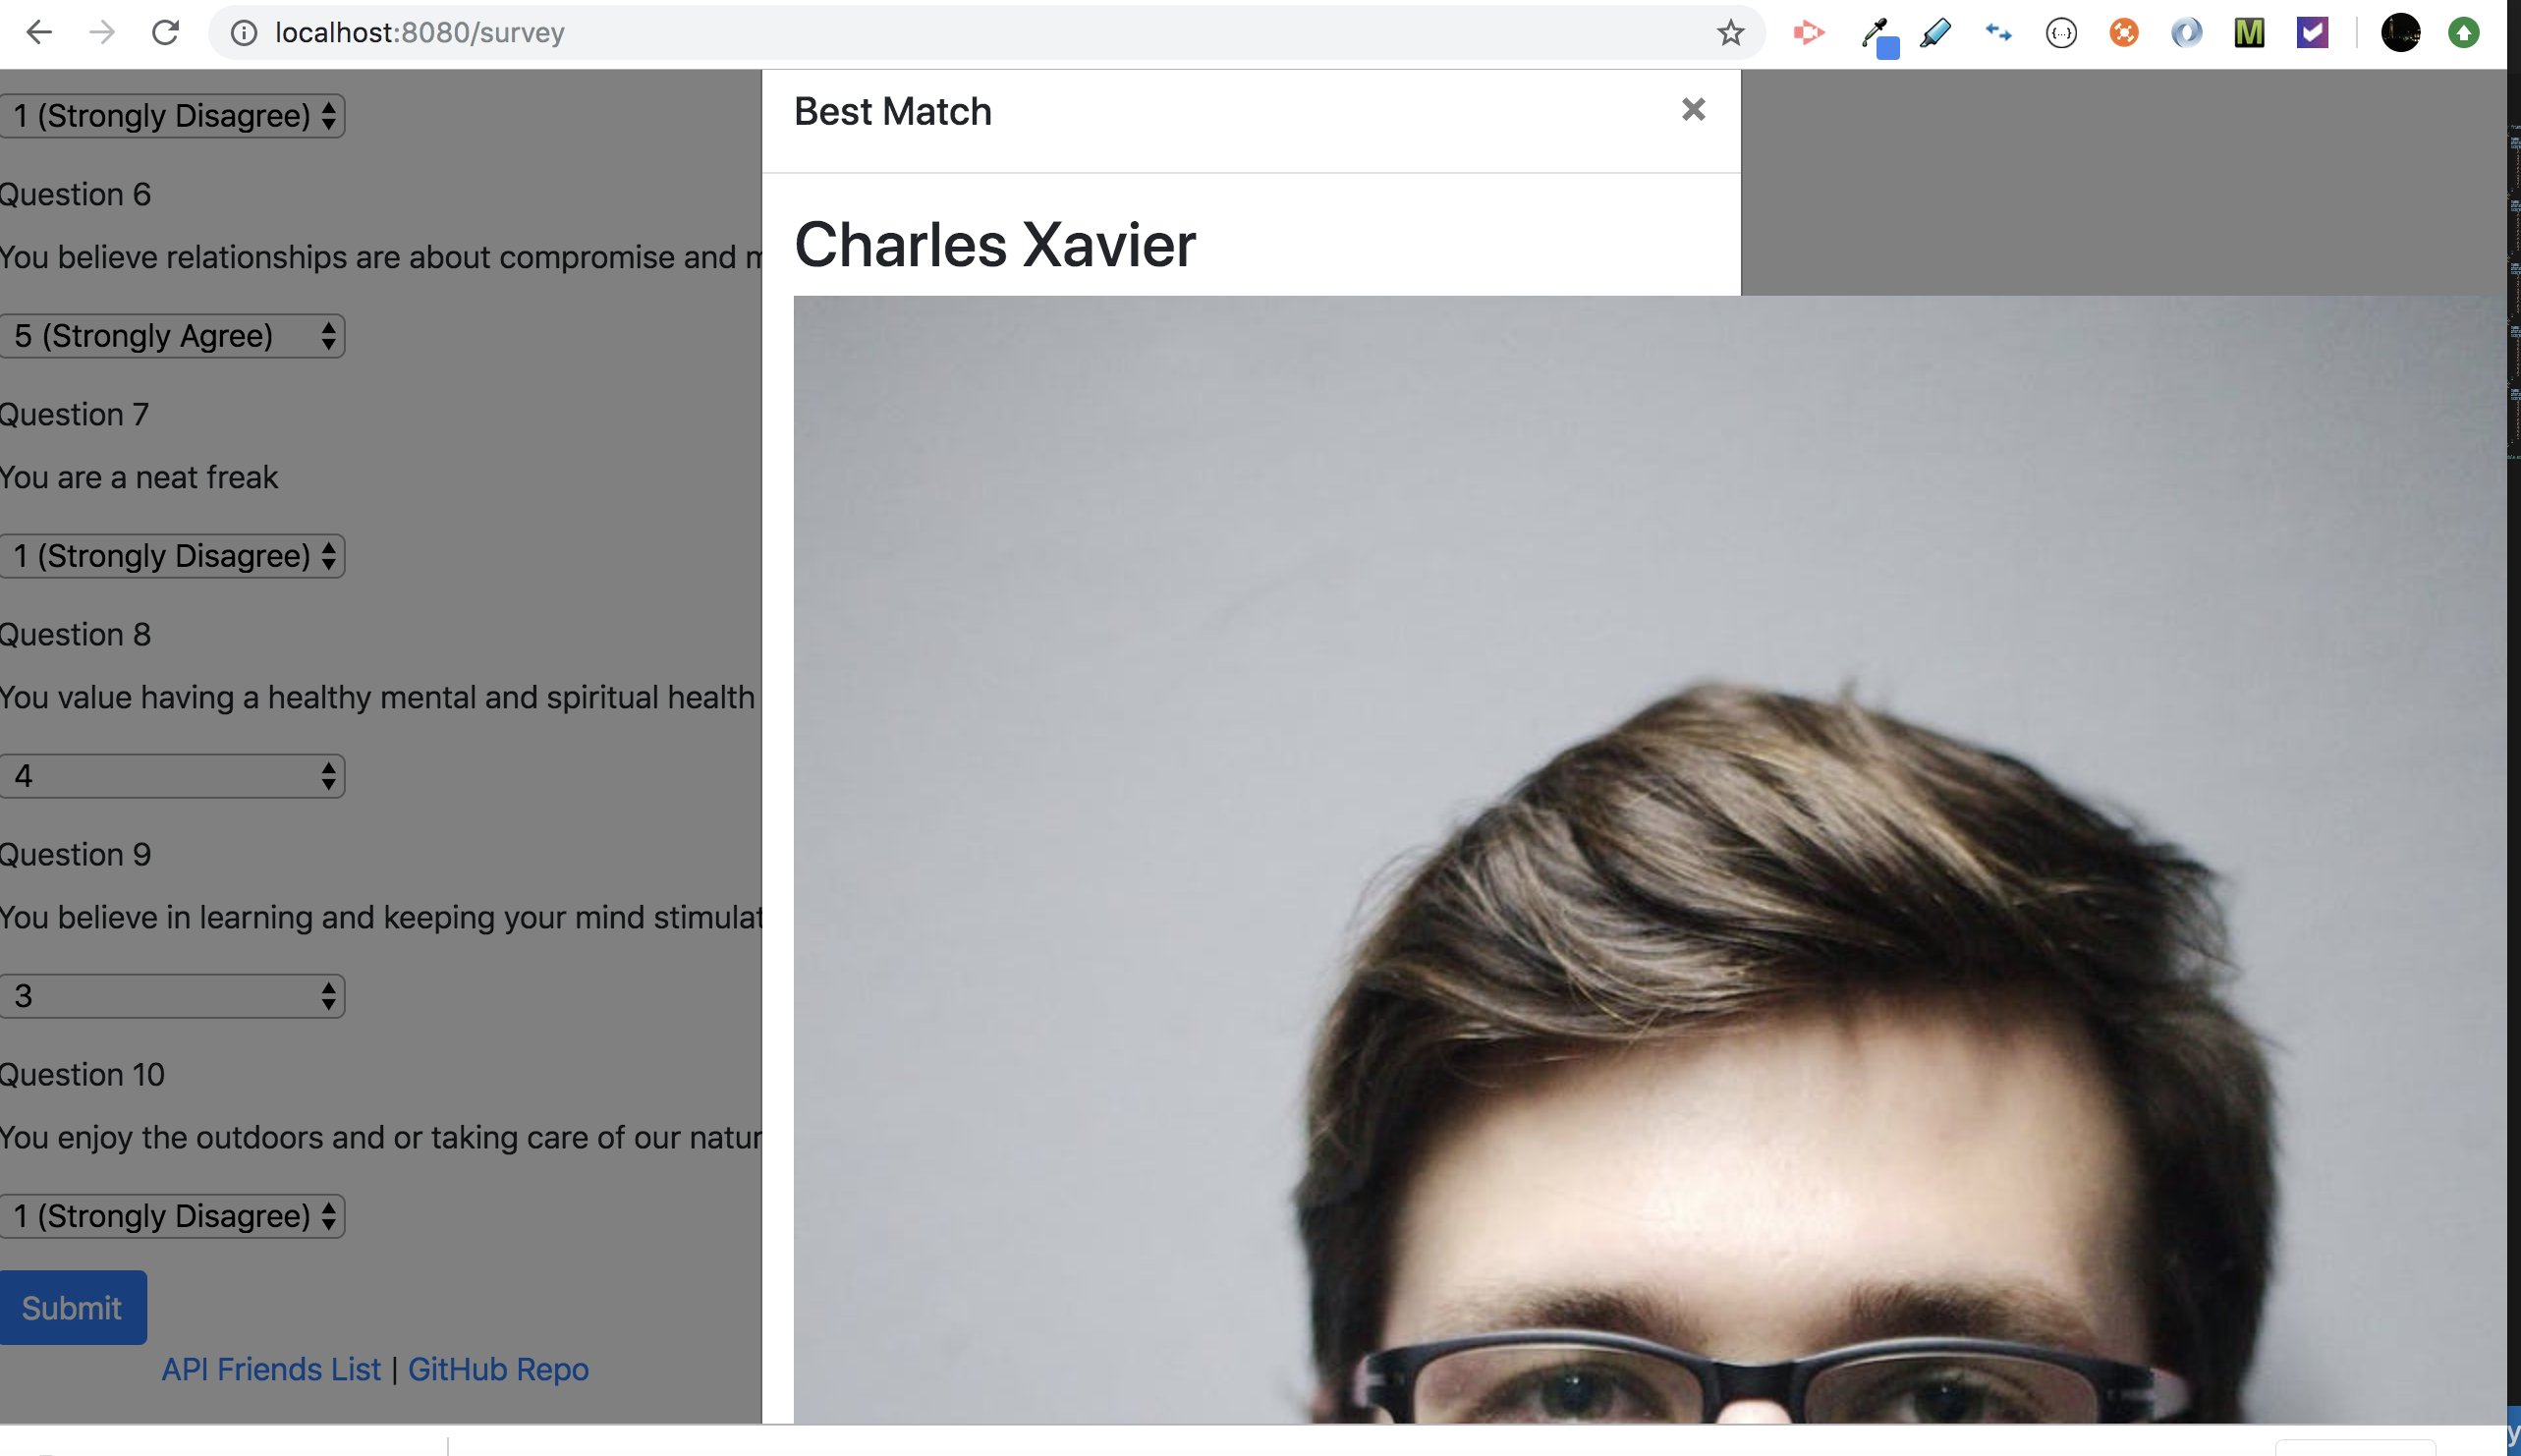 localhost:8080/survey
1 (Strongly Disagree)
Question 6
You believe relationships are about compromise and
5 (Strongly Agree)
Question 7
You are a neat freak
1 (Strongly Disagree)
Question 8
You value having a healthy mental and spiritual health
4
Question 9
You believe in learning and keeping your mind
3
Question 10
You enjoy the outdoors and or taking care of our
1 (Strongly Disagree)
Submit
API Friends List | GitHub Repo
Best Match
×
Charles Xavier